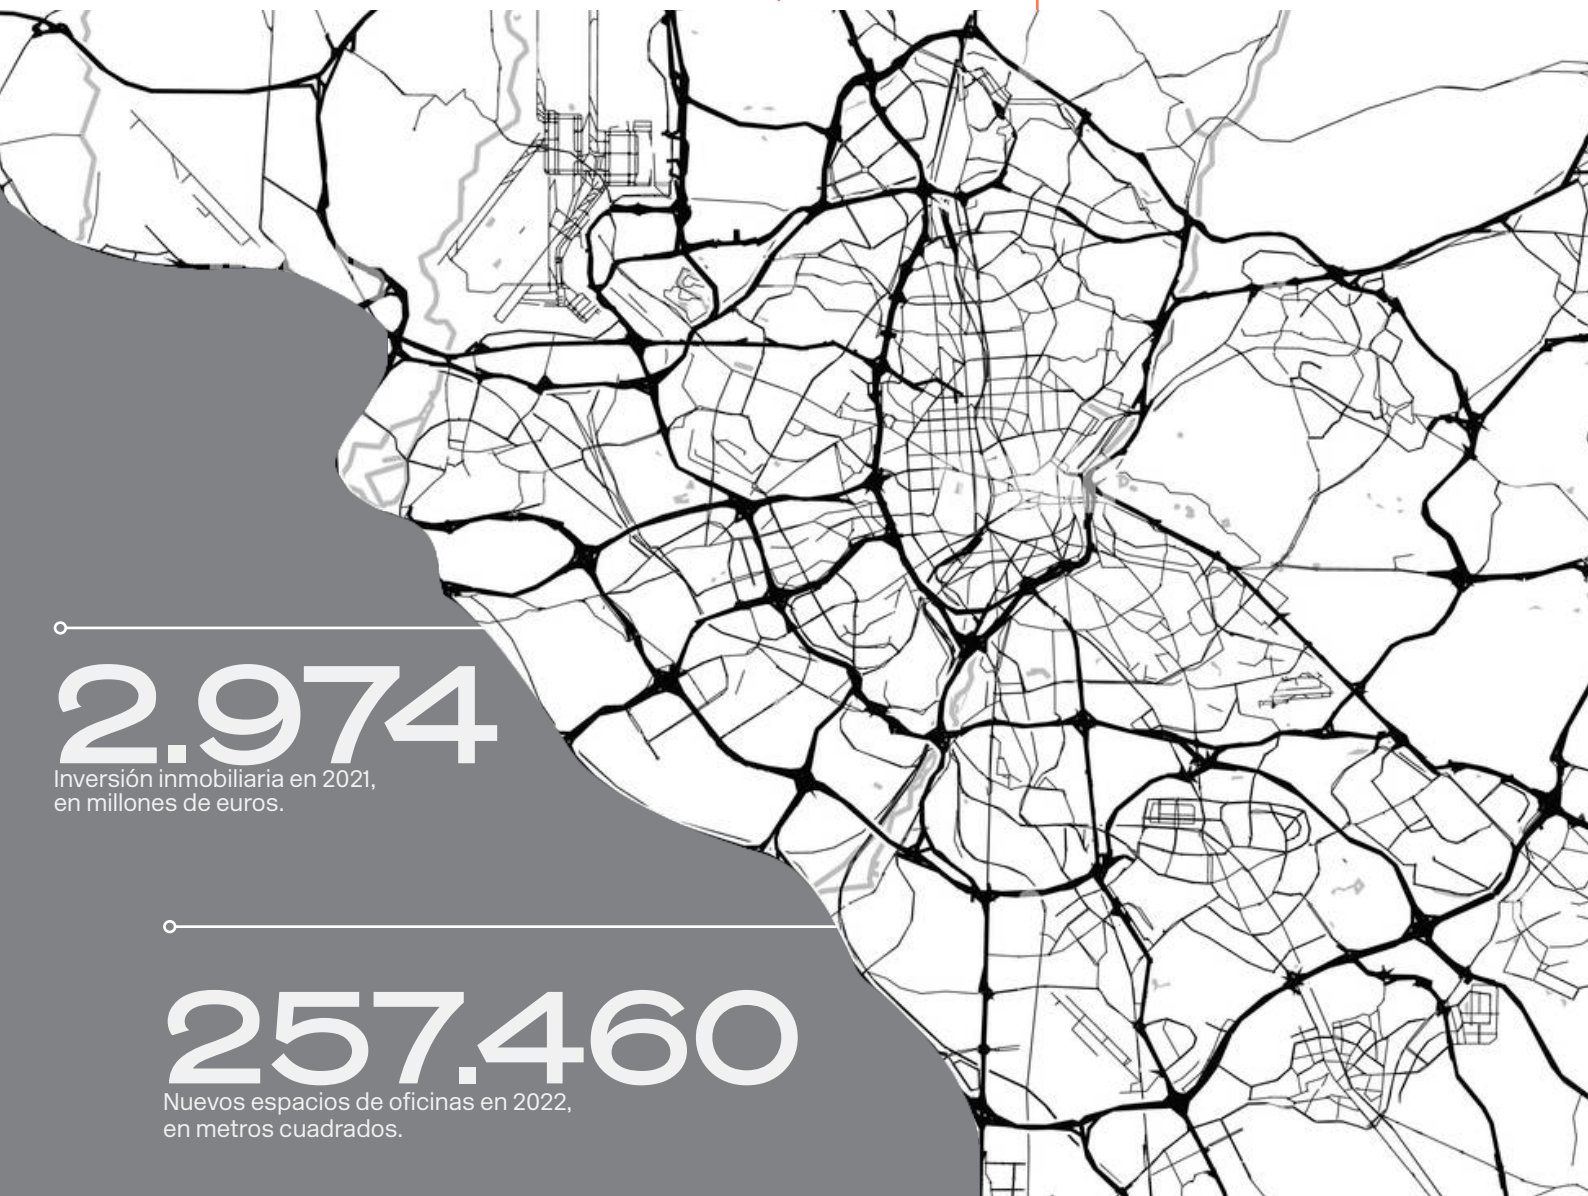 2.974
Inversión inmobiliaria en 2021,
en millones de euros.
257.460
Nuevos espacios de oficinas en 2022,
en metros cuadrados.